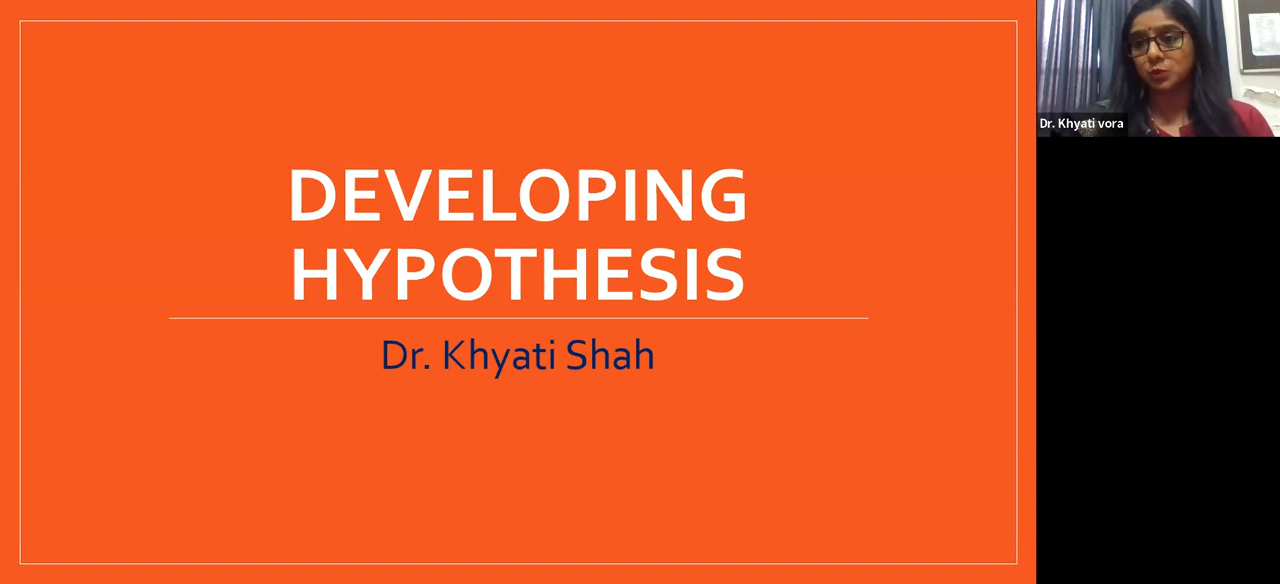 DEVELOPING
HYPOTHESIS
Dr. Khyati Shah
Dr. Khyati vora